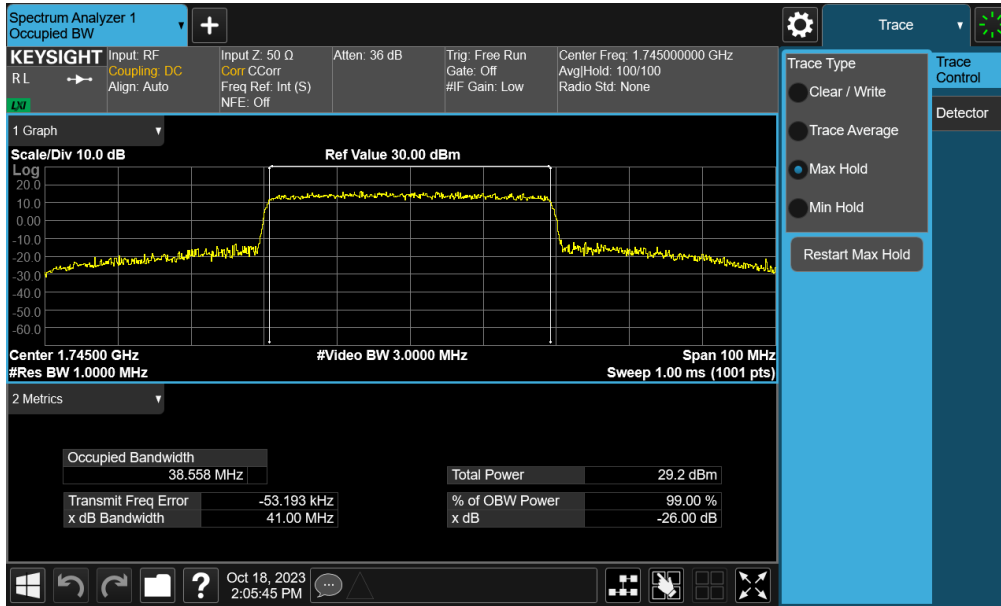 Spectrum Analyzer 1
Occupied BW
+
Trace
KEYSIGHT
RL
LXI
Input: RF
Coupling: DC
Align: Auto
Input Z: 50 Ω
Corr CCorr
Freq Ref: Int (S)
NFE: Off
Atten: 36 dB
Trig: Free Run
Gate: Off
#IF Gain: Low
Center Freq: 1.745000000 GHz
Avg|Hold: 100/100
Radio Std: None
1 Graph
Scale/Div 10.0 dB
Ref Value 30.00 dBm
Log
20.0
10.0
0.00
-10.0
-20.0
-30.0
-40.0
-50.0
-60.0
Center 1.74500 GHz
#Video BW 3.0000 MHz
Span 100 MHz
#Res BW 1.0000 MHz
Sweep 1.00 ms (1001 pts)
2 Metrics
Occupied Bandwidth
38.558 MHz
Total Power 29.2 dBm
Transmit Freq Error -53.193 kHz
% of OBW Power 99.00 %
x dB Bandwidth 41.00 MHz
x dB -26.00 dB
Trace Type
Clear / Write
Trace Average
Max Hold
Min Hold
Restart Max Hold
Trace
Control
Detector
?
Oct 18, 2023
2:05:45 PM